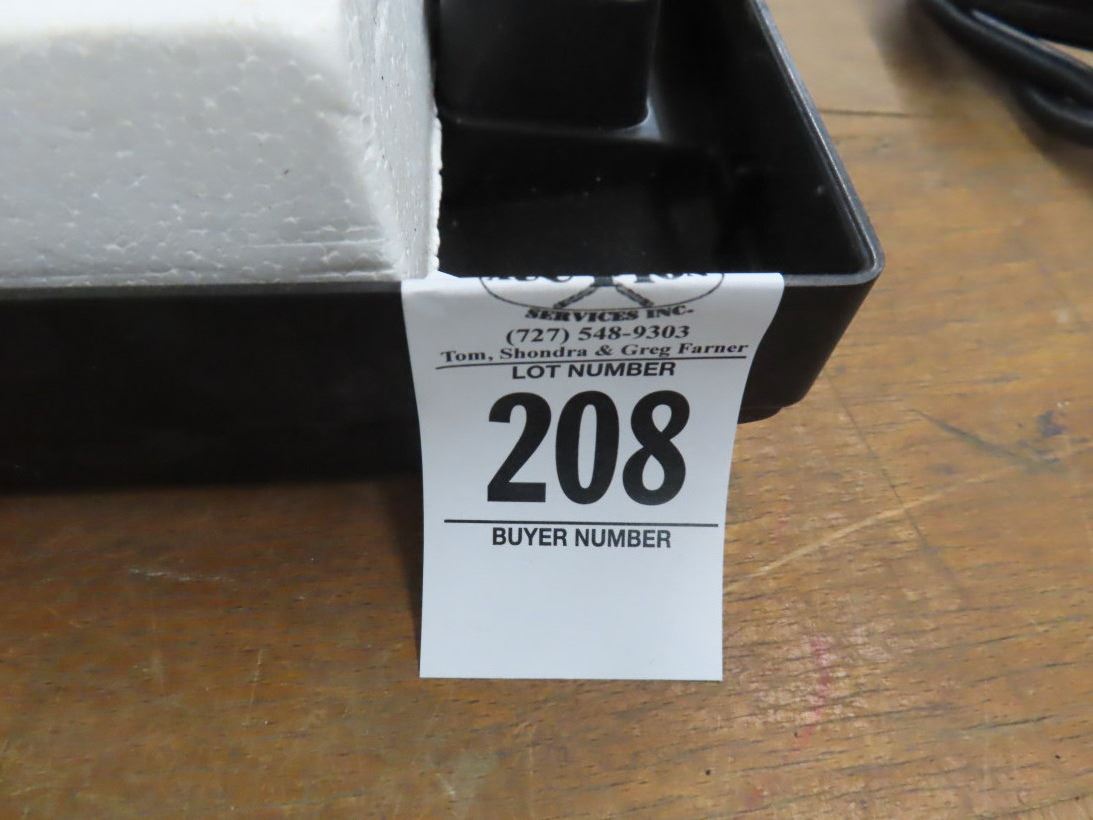 SERVICES INC.
(727) 548-9303
Tom, Shondra & Greg Farner
LOT NUMBER
208
BUYER NUMBER